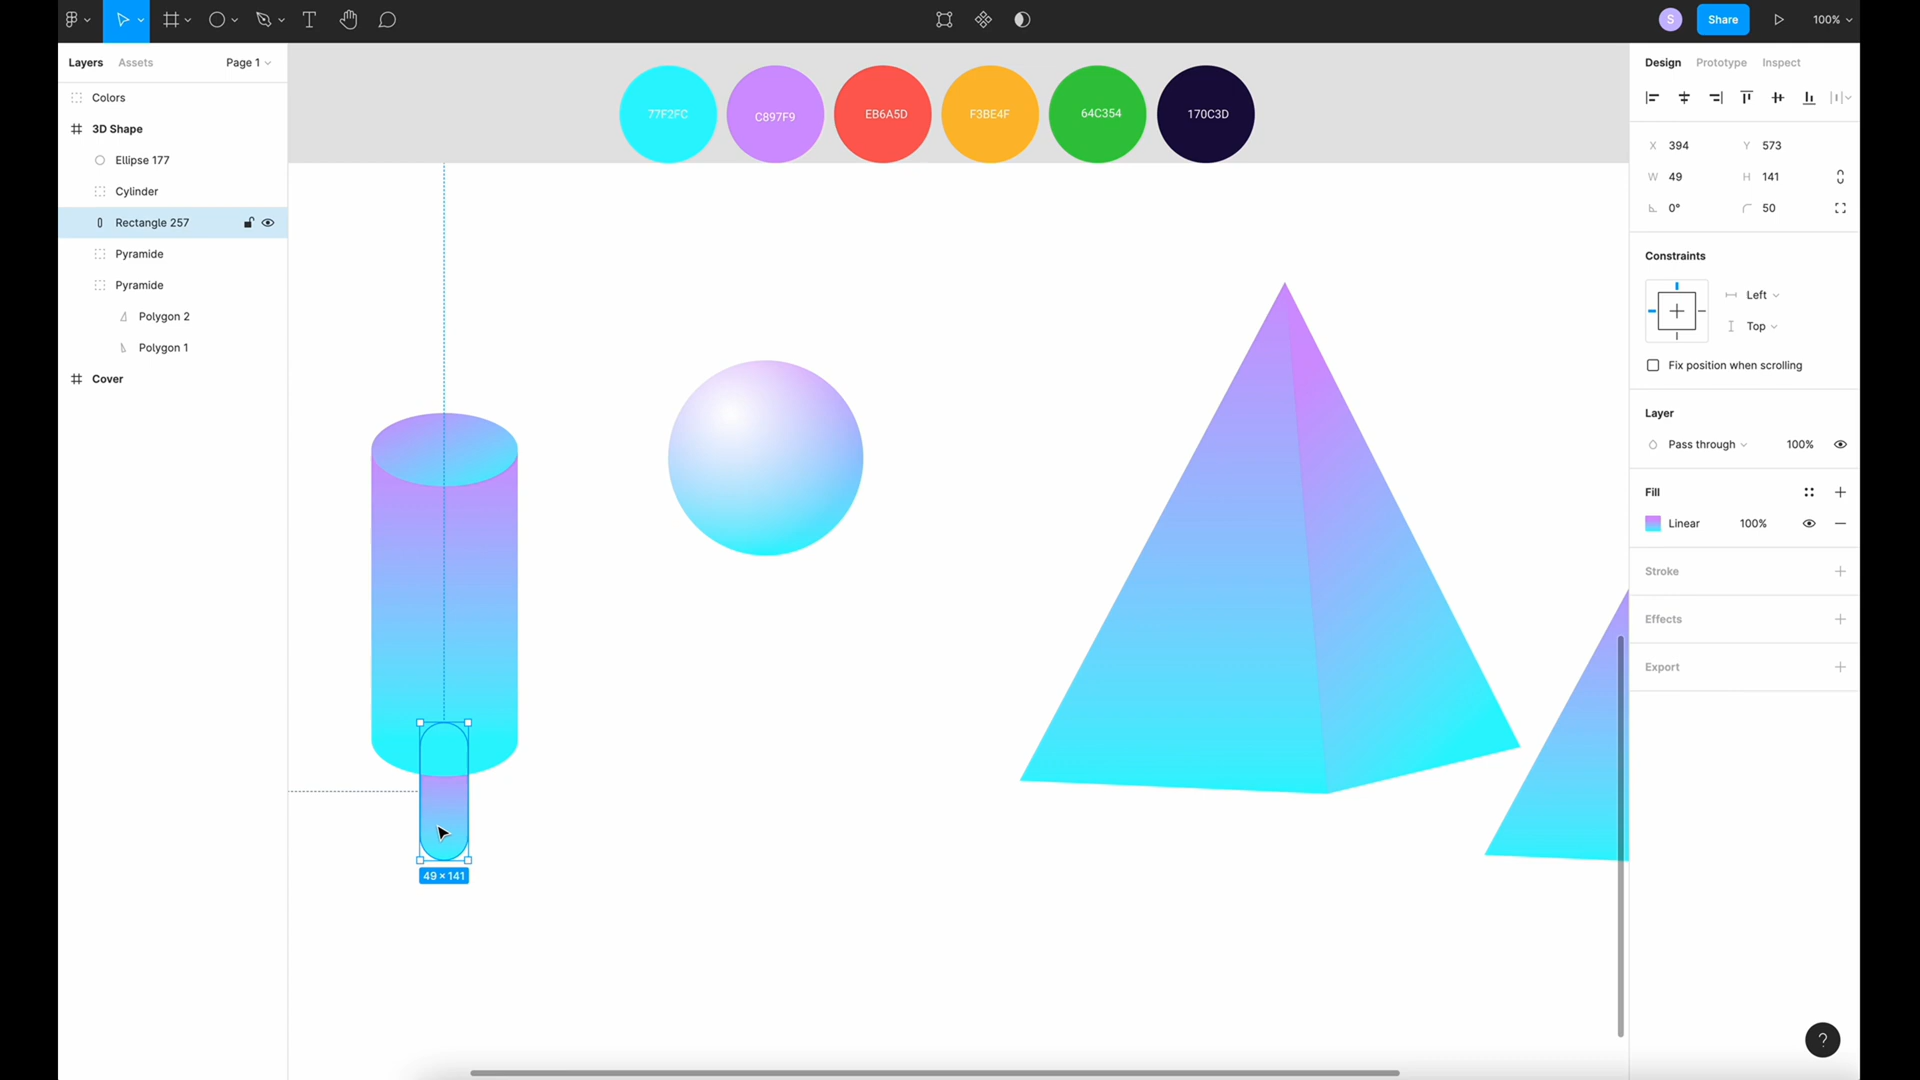 S
Share
100%
Layers
Assets
Page 1
Colors
3D Shape
Ellipse 177
Cylinder
Rectangle 257
Pyramide
Pyramide
Polygon 2
Polygon 1
Cover
77F2FC
C897F9
EB6A5D
F3BE4F
64C354
170C3D
49 × 141
Design
Prototype
Inspect
X 394
Y 573
W 49
H 141
0°
50
Constraints
Left
Top
Fix position when scrolling
Layer
Pass through
100%
Fill
Linear
100%
Stroke
Effects
Export
?